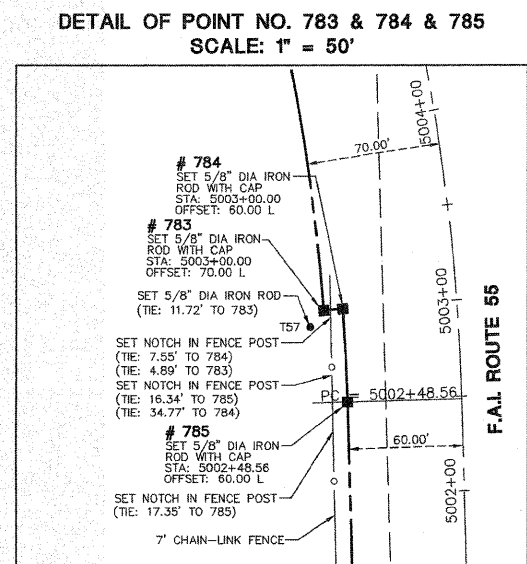 DETAIL OF POINT NO. 783 & 784 & 785
SCALE: 1" = 50'
5004+00
70.00'
# 784
SET 5/8" DIA IRON
ROD WITH CAP
STA: 5003+00.00
OFFSET: 60.00 L
# 783
SET 5/8" DIA IRON
ROD WITH CAP
STA: 5003+00.00
OFFSET: 70.00 L
SET 5/8" DIA IRON ROD
(TIE: 11.72' TO 783)
T57
5003+00
SET NOTCH IN FENCE POST
(TIE: 7.55' TO 784)
(TIE: 4.89' TO 783)
SET NOTCH IN FENCE POST
(TIE: 16.34' TO 785)
(TIE: 34.77' TO 784)
PC = 5002+48.56
F.A.I. ROUTE 55
# 785
SET 5/8" DIA IRON
ROD WITH CAP
STA: 5002+48.56
OFFSET: 60.00 L
60.00'
SET NOTCH IN FENCE POST
(TIE: 17.35' TO 785)
5002+00
7' CHAIN-LINK FENCE